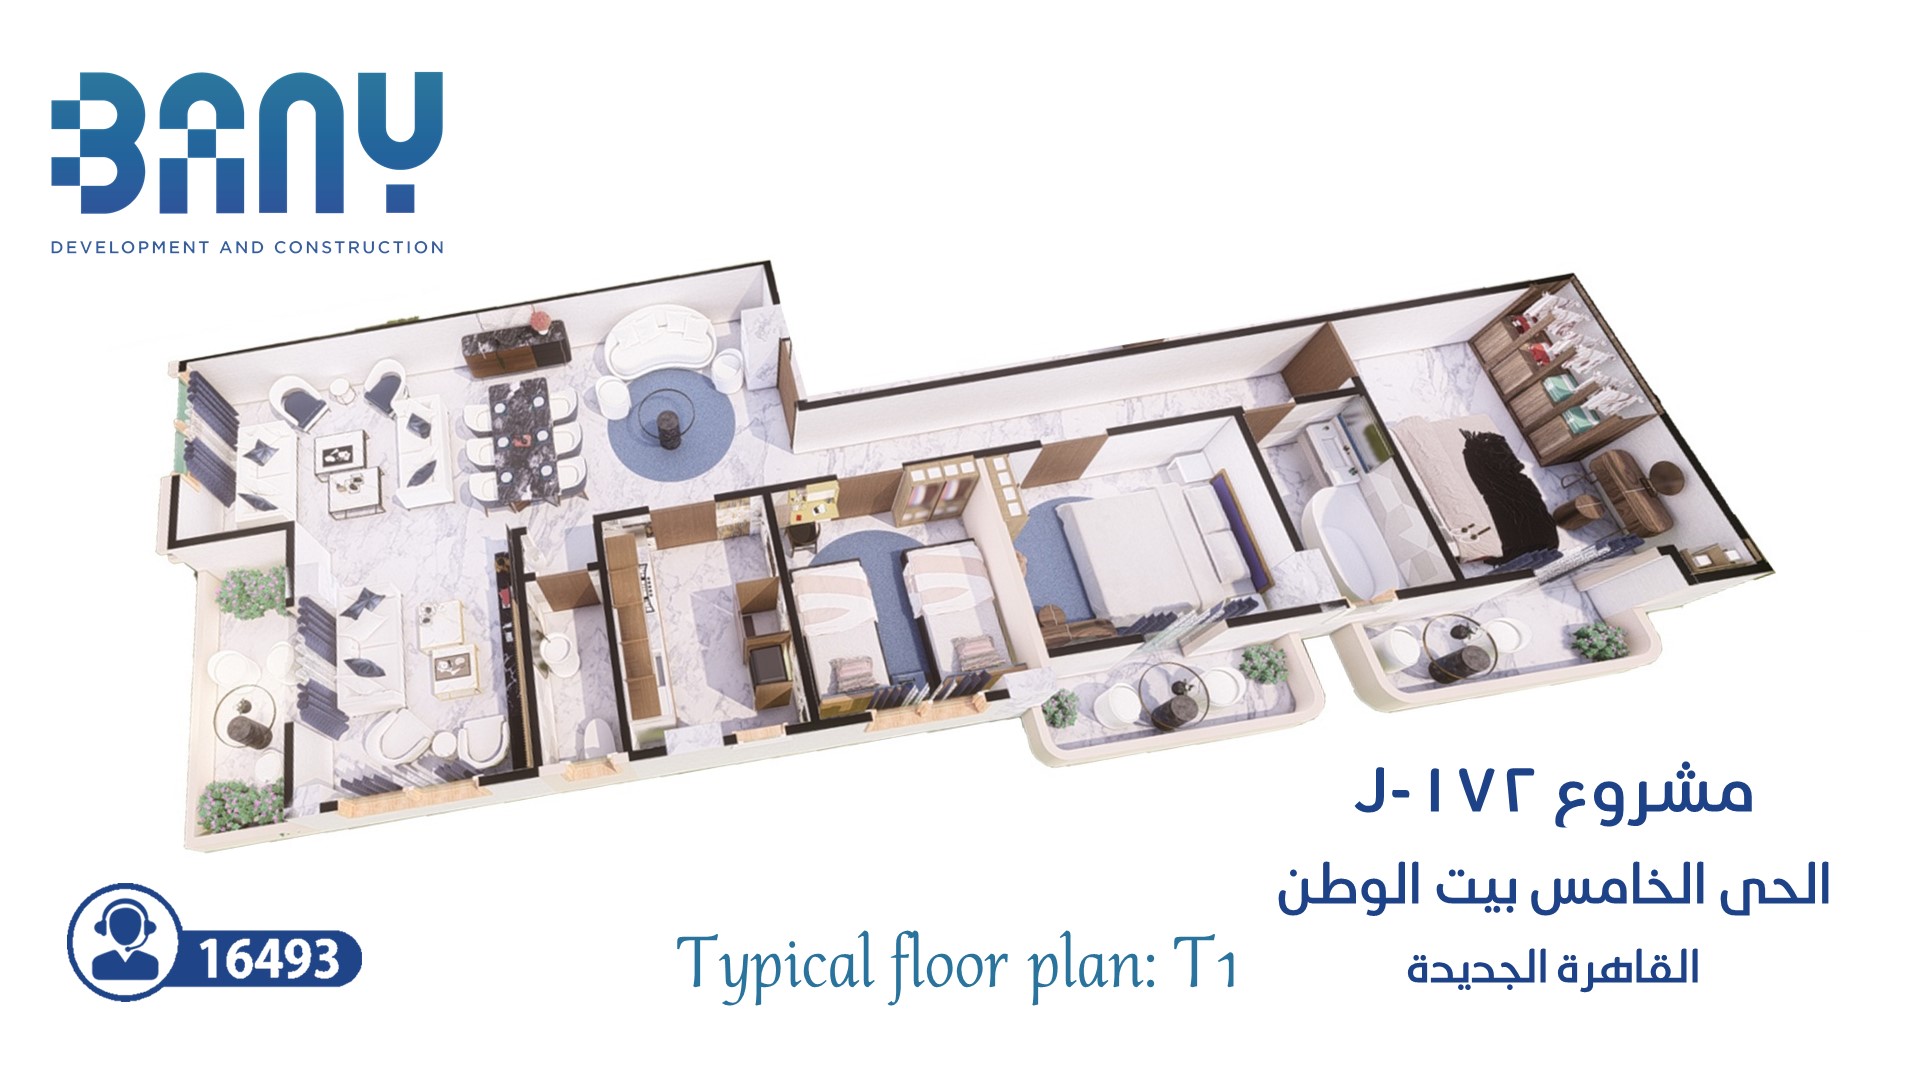 BANY
DEVELOPMENT AND CONSTRUCTION
مشروع J-١٧٢
الحى الخامس بيت الوطن
القاهرة الجديدة
Typical floor plan: T1
16493